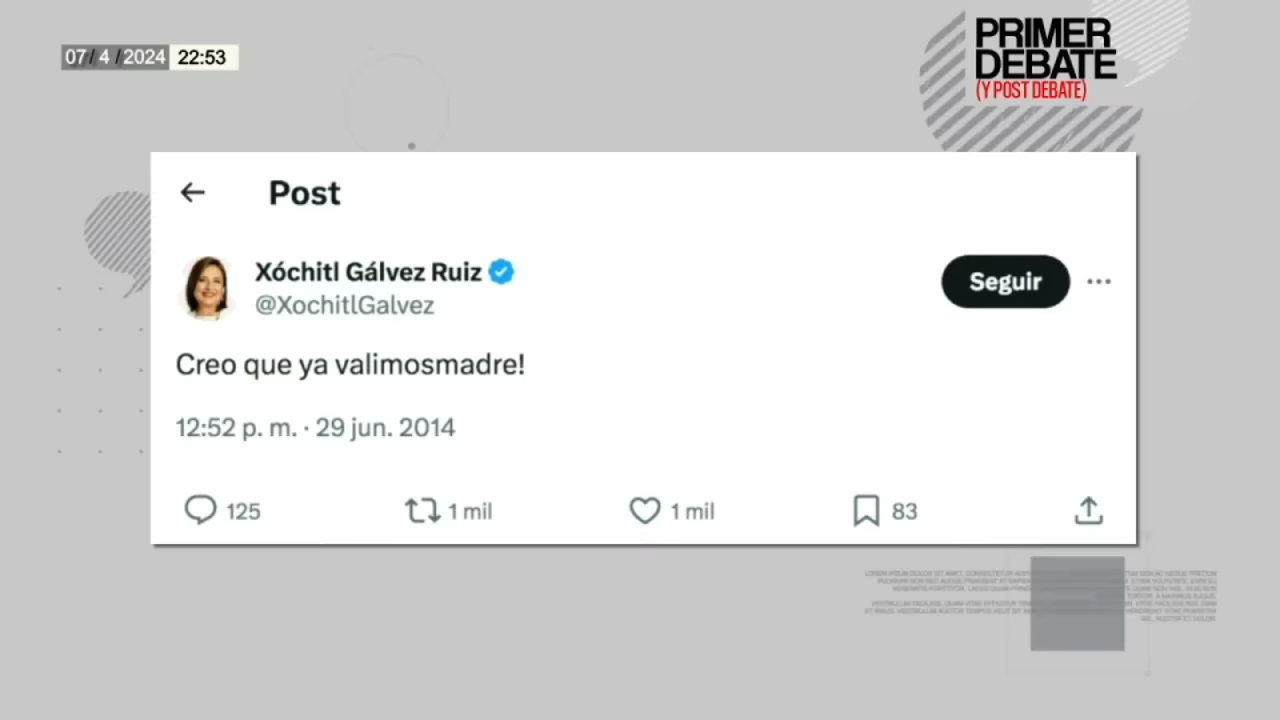 07/ 4 /2024 22:53
PRIMER
DEBATE
(Y POST DEBATE)
Post
Xóchitl Gálvez Ruiz
@XochitlGalvez
Seguir
Creo que ya valimosmadre!
12:52 p. m. · 29 jun. 2014
125 1 mil 1 mil 83